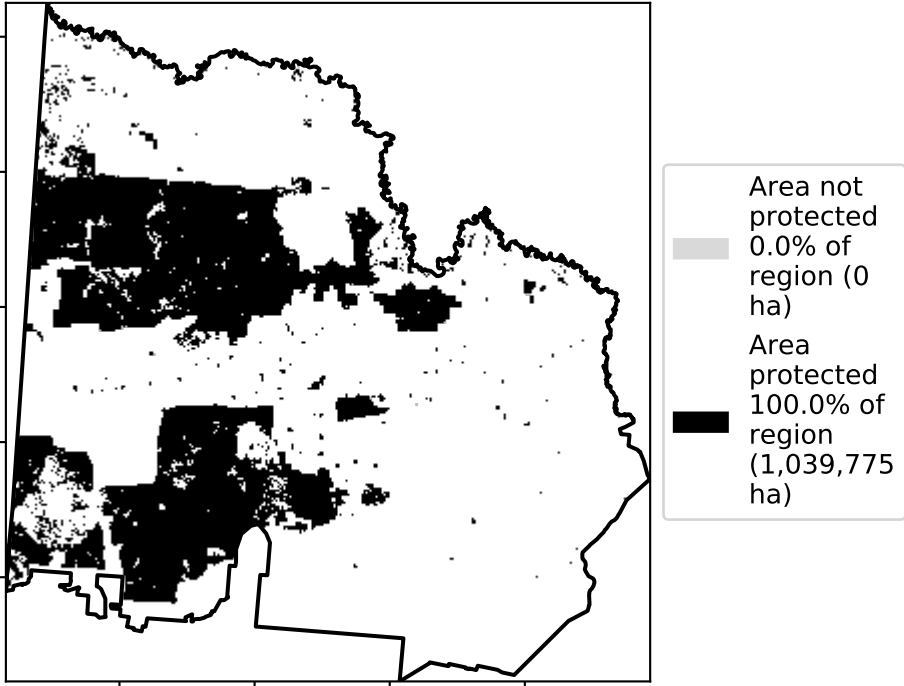 Area not
protected
0.0% of
region (0
ha)
Area
protected
100.0% of
region
(1,039,775
ha)